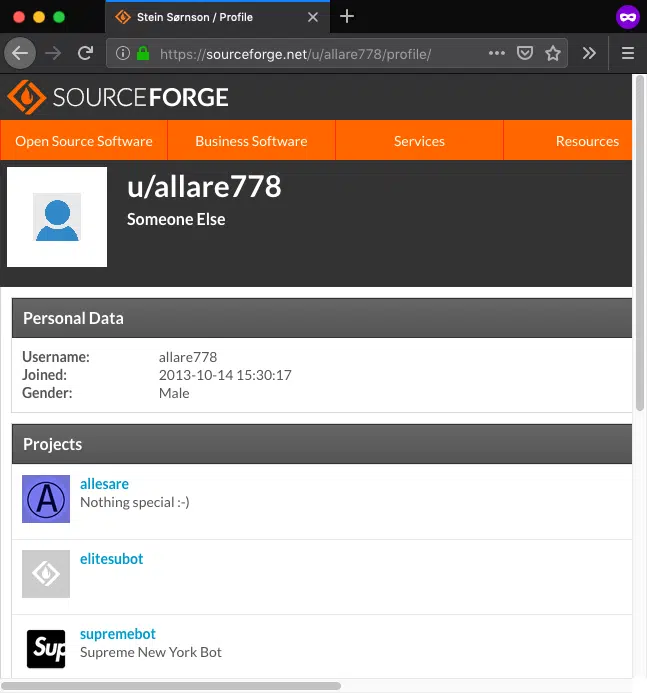 Stein Sørnson / Profile
https://sourceforge.net/u/allare778/profile/
SOURCEFORGE
Open Source Software Business Software Services Resources
u/allare778
Someone Else
Personal Data
Username: allare778
Joined: 2013-10-14 15:30:17
Gender: Male
Projects
A
allesare
Nothing special :-)
elitesubot
Sup
supremebot
Supreme New York Bot